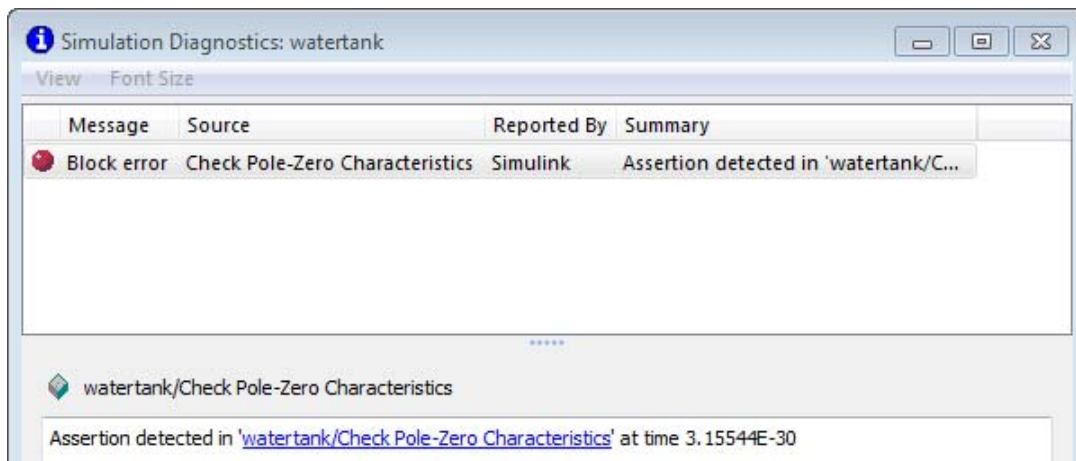 Simulation Diagnostics: watertank
View Font Size
Message Source Reported By Summary
Block error Check Pole-Zero Characteristics Simulink Assertion detected in 'watertank/C...
watertank/Check Pole-Zero Characteristics
Assertion detected in 'watertank/Check Pole-Zero Characteristics' at time 3.15544E-30